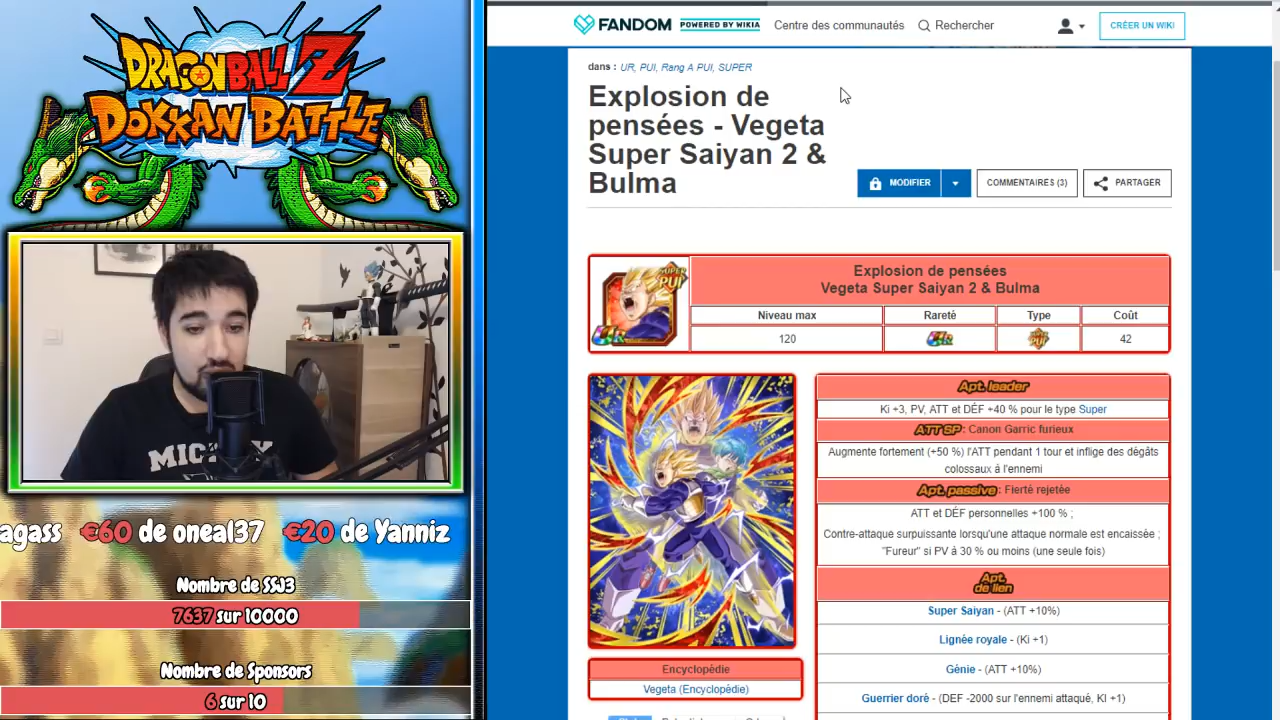 DRAGON BALL Z
DOKKAN BATTLE
MIC
agass €60 de oneal37 €20 de Yanniz
Nombre de SSJ3
7637 sur 10000
Nombre de Sponsors
6 sur 10
FANDOM POWERED BY WIKIA Centre des communautés Rechercher CRÉER UN WIKI
dans : UR, PUI, Rang A PUI, SUPER
Explosion de
pensées - Vegeta
Super Saiyan 2 &
Bulma
MODIFIER COMMENTAIRES (3) PARTAGER
SUPER
PUI
UR
Explosion de pensées
Vegeta Super Saiyan 2 & Bulma
Niveau max Rareté Type Coût
120 UR SUPER PUI 42
Apt. leader
Ki +3, PV, ATT et DÉF +40 % pour le type Super
ATT SP : Canon Garric furieux
Augmente fortement (+50 %) l'ATT pendant 1 tour et inflige des dégâts
colossaux à l'ennemi
Apt. passive : Fierté rejetée
ATT et DÉF personnelles +100 % ;
Contre-attaque surpuissante lorsqu'une attaque normale est encaissée ;
"Fureur" si PV à 30 % ou moins (une seule fois)
Apt.
de lien
Super Saiyan - (ATT +10%)
Lignée royale - (Ki +1)
Génie - (ATT +10%)
Guerrier doré - (DEF -2000 sur l'ennemi attaqué, KI +1)
Encyclopédie
Vegeta (Encyclopédie)